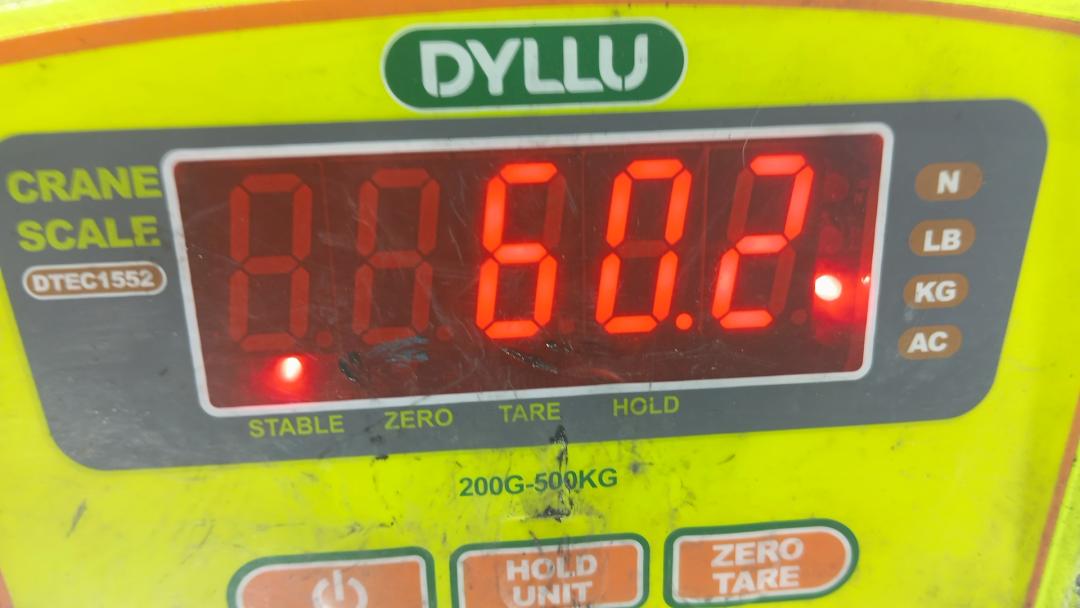 DYLLU
CRANE
SCALE
DTEC1552
60.2
N
LB
KG
AC
STABLE ZERO TARE HOLD
200G-500KG
HOLD
UNIT
ZERO
TARE